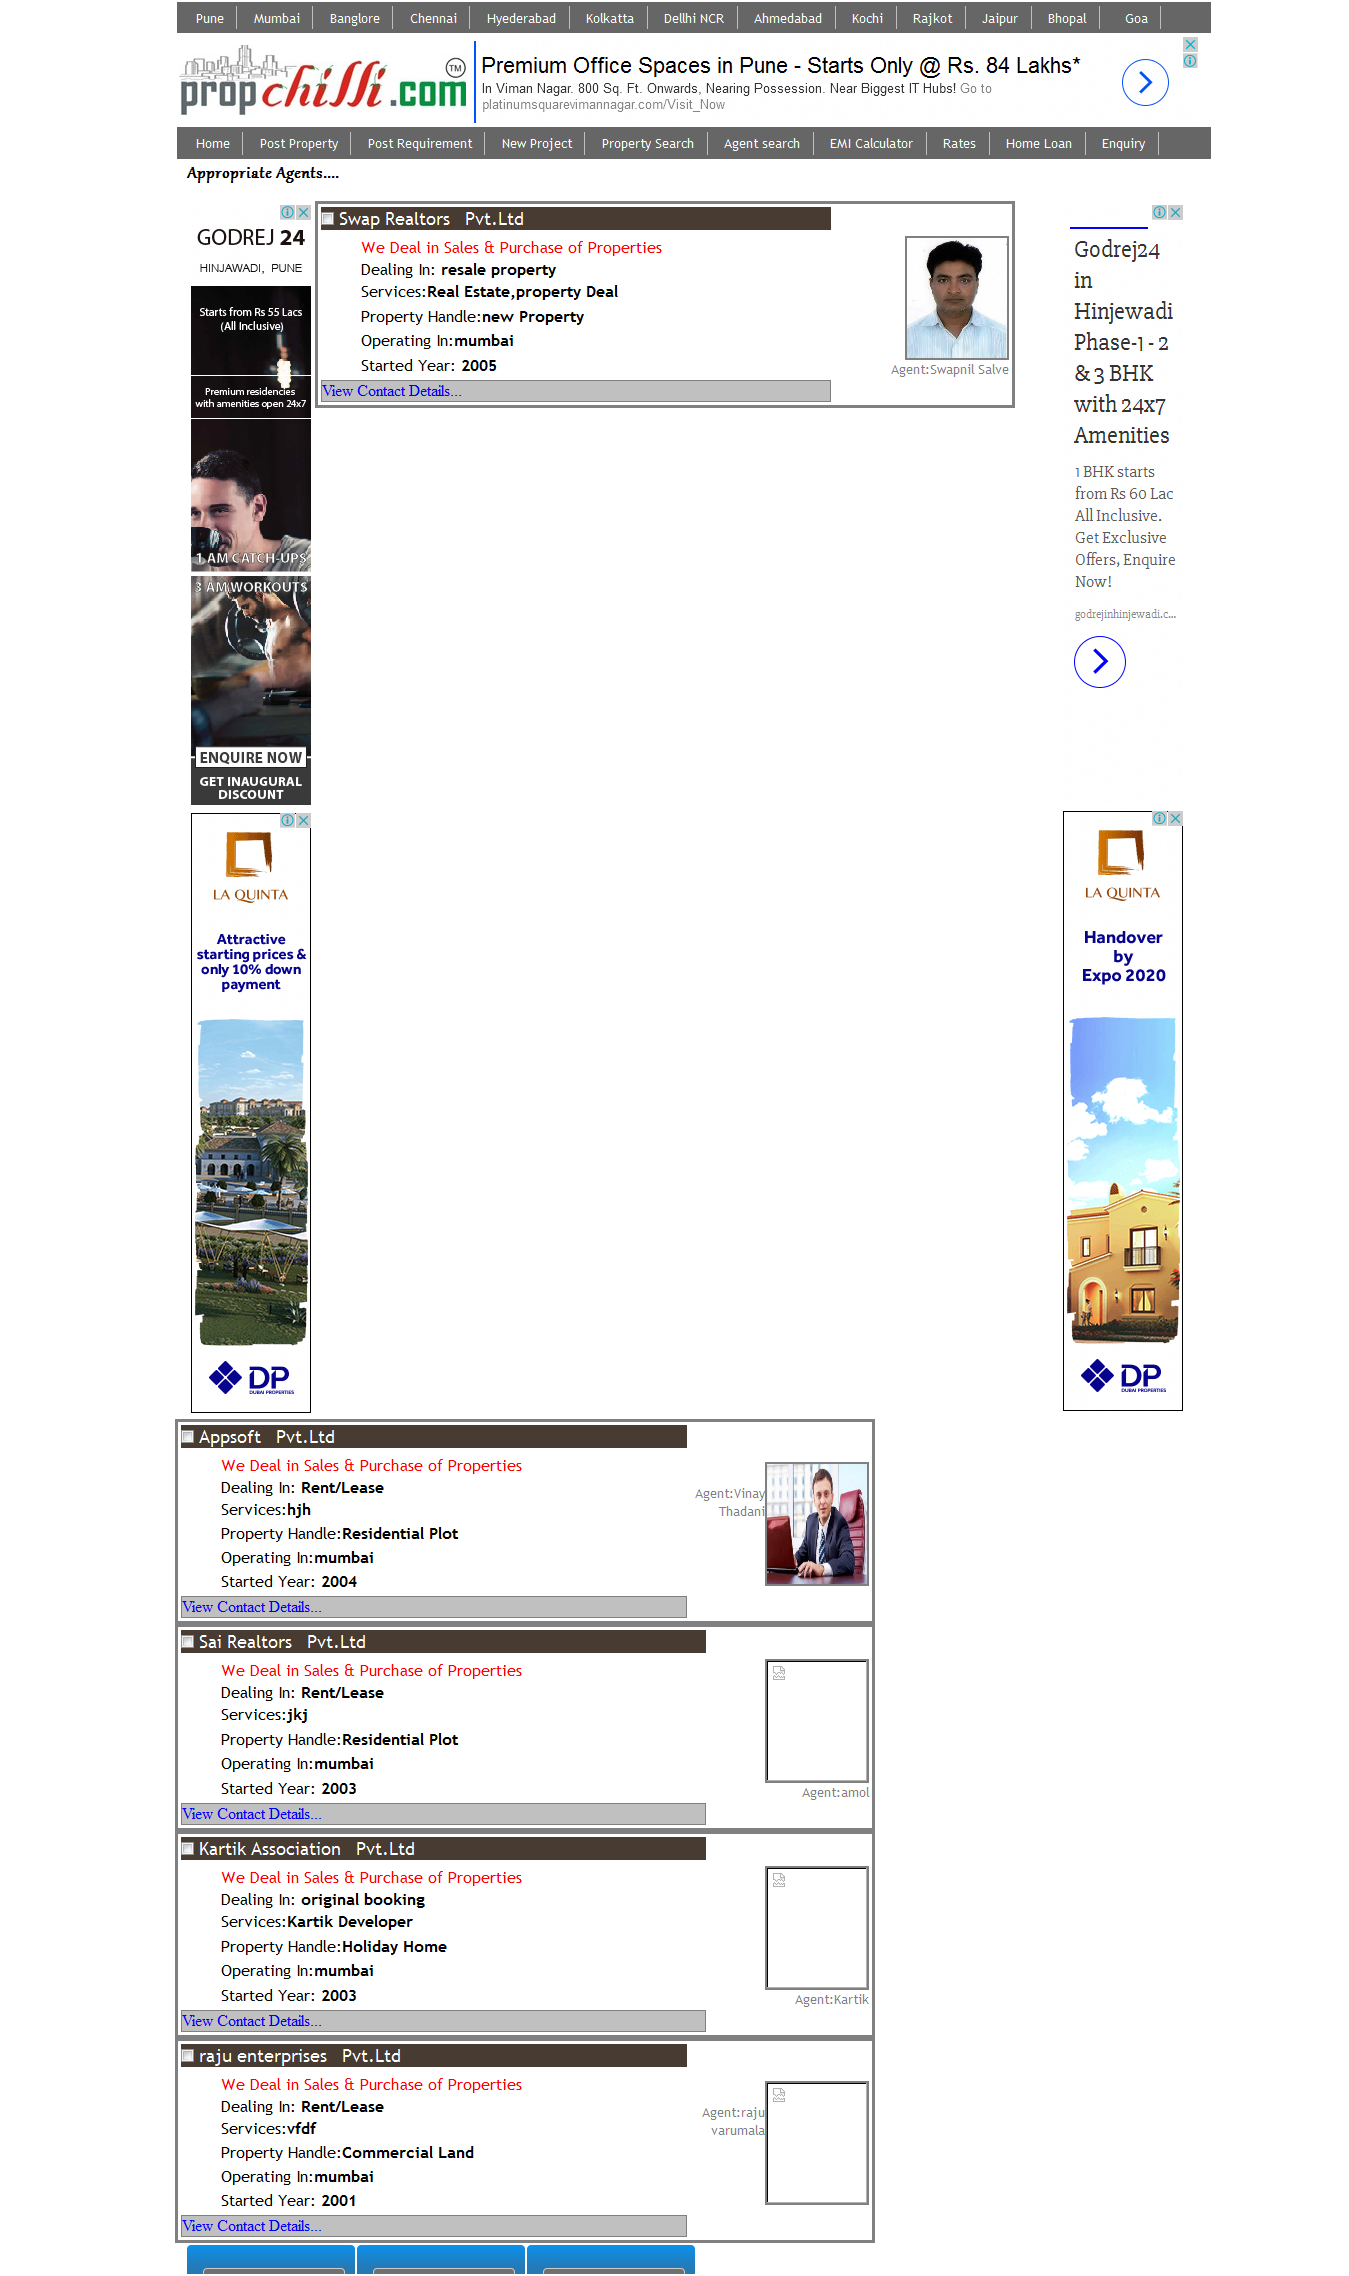 Pune Mumbai Banglore Chennai Hyederabad Kolkatta Dellhi NCR Ahmedabad Kochi Rajkot Jaipur Bhopal Goa
propchilli.com TM
Premium Office Spaces in Pune - Starts Only @ Rs. 84 Lakhs*
In Viman Nagar. 800 Sq. Ft. Onwards, Nearing Possession. Near Biggest IT Hubs! Go to
platinumsquarevimannagar.com/Visit_Now
Home Post Property Post Requirement New Project Property Search Agent search EMI Calculator Rates Home Loan Enquiry
Appropriate Agents....
GODREJ 24
HINJAWADI, PUNE
Starts from Rs 55 Lacs
(All Inclusive)
Premium residencies
with amenities open 24x7
1 AM CATCH-UPS
3 AM WORKOUTS
ENQUIRE NOW
GET INAUGURAL
DISCOUNT
Swap Realtors Pvt.Ltd
We Deal in Sales & Purchase of Properties
Dealing In: resale property
Services:Real Estate,property Deal
Property Handle:new Property
Operating In:mumbai
Started Year: 2005
Agent:Swapnil Salve
View Contact Details...
Godrej24
in
Hinjewadi
Phase-1 - 2
& 3 BHK
with 24x7
Amenities
1 BHK starts
from Rs 60 Lac
All Inclusive.
Get Exclusive
Offers, Enquire
Now!
godrejinhinjewadi.c...
LA QUINTA
Attractive
starting prices &
only 10% down
payment
DP
DUBAI PROPERTIES
LA QUINTA
Handover
by
Expo 2020
DP
DUBAI PROPERTIES
Appsoft Pvt.Ltd
We Deal in Sales & Purchase of Properties
Dealing In: Rent/Lease
Services:hjh
Property Handle:Residential Plot
Operating In:mumbai
Started Year: 2004
Agent:Vinay
Thadani
View Contact Details...
Sai Realtors Pvt.Ltd
We Deal in Sales & Purchase of Properties
Dealing In: Rent/Lease
Services:jkj
Property Handle:Residential Plot
Operating In:mumbai
Started Year: 2003
Agent:amol
View Contact Details...
Kartik Association Pvt.Ltd
We Deal in Sales & Purchase of Properties
Dealing In: original booking
Services:Kartik Developer
Property Handle:Holiday Home
Operating In:mumbai
Started Year: 2003
Agent:Kartik
View Contact Details...
raju enterprises Pvt.Ltd
We Deal in Sales & Purchase of Properties
Dealing In: Rent/Lease
Services:vfdf
Property Handle:Commercial Land
Operating In:mumbai
Started Year: 2001
Agent:raju
varumala
View Contact Details...